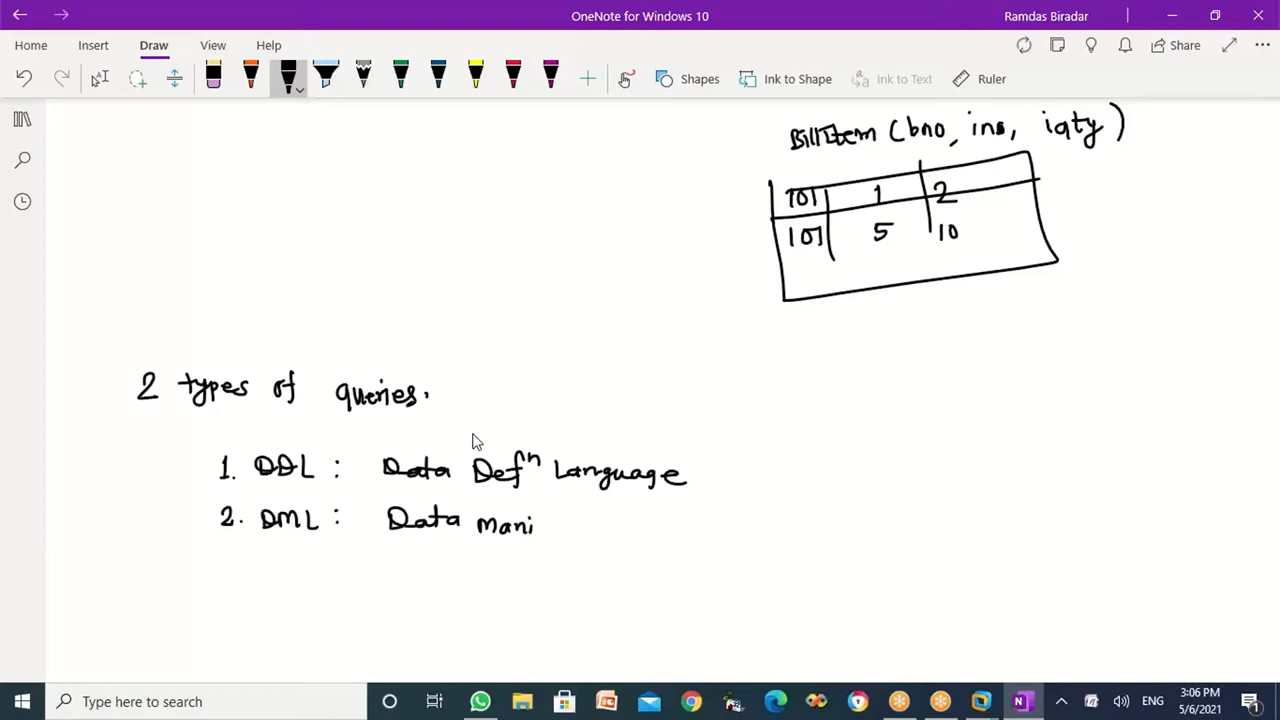 OneNote for Windows 10
Ramdas Biradar
Home Insert Draw View Help
Share
Shapes Ink to Shape Ink to Text Ruler
BillItem (bno, ino, iqty)
101 1 2
101 5 10
2 types of queries.
1. DDL : Data Defⁿ Language
2. DML : Data Mani
Type here to search
ENG
3:06 PM
5/6/2021